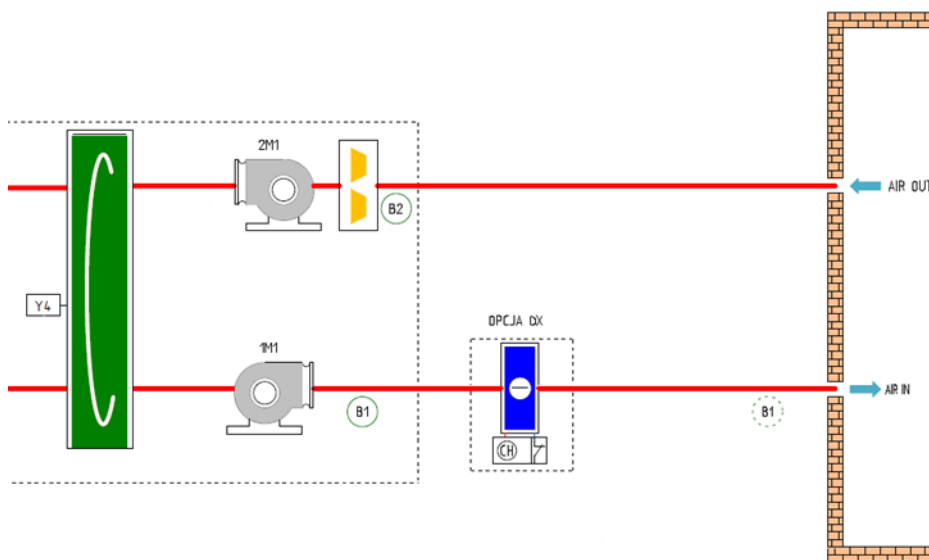 2M1
B2
AIR OUT
Y4
OPCJA DX
1M1
B1
B1
AIR IN
CH